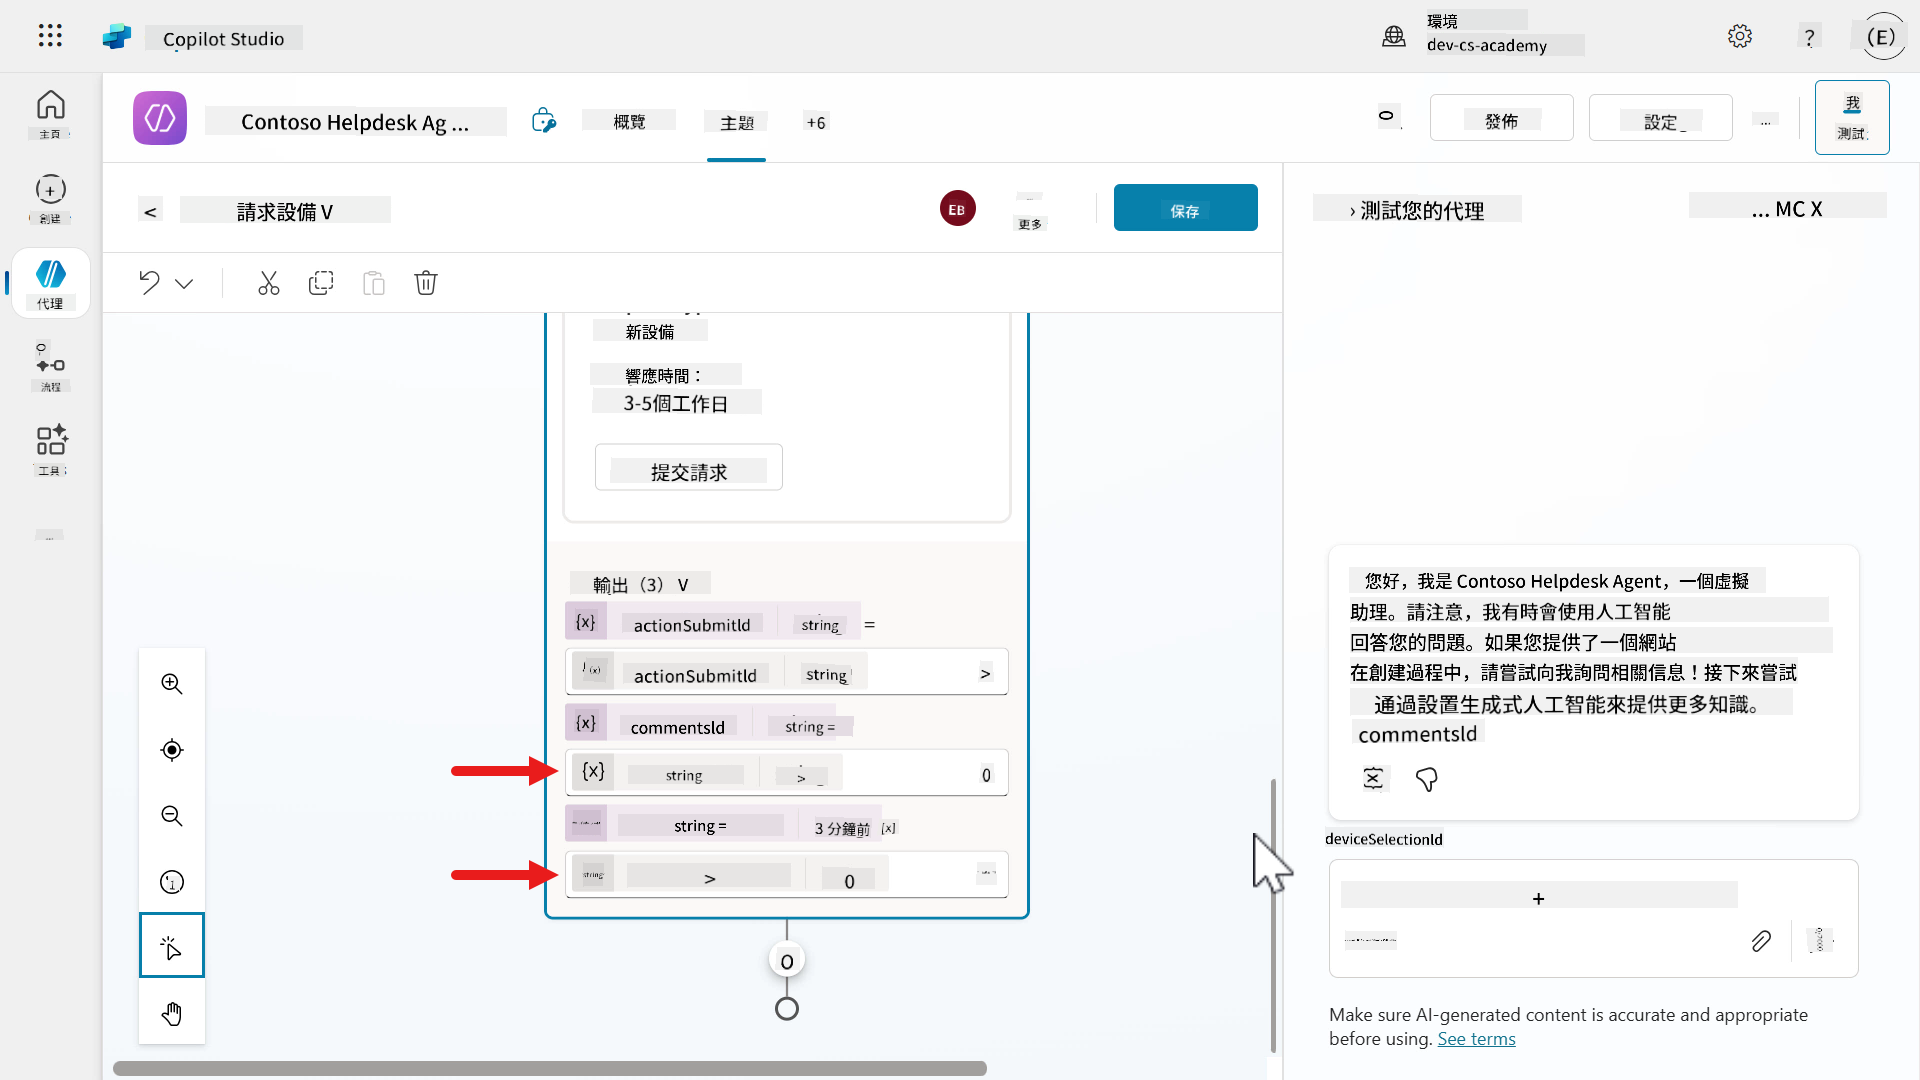 Copilot Studio
環境
dev-cs-academy
?
(E)
主頁
創建
代理
流程
工具
Contoso Helpdesk Ag ...
概覽
主題
+6
發佈
設定
...
我
測試
<
請求設備 V
EB
更多
保存
› 測試您的代理
... MC X
新設備
響應時間：
3-5個工作日
提交請求
輸出（3） V
{x} actionSubmitId string =
(x) actionSubmitId string >
{x} commentsId string =
{x} string > 0
string = 3 分鐘前 [x]
string > 0
您好，我是 Contoso Helpdesk Agent，一個虛擬
助理。請注意，我有時會使用人工智能
回答您的問題。如果您提供了一個網站
在創建過程中，請嘗試向我詢問相關信息！接下來嘗試
通過設置生成式人工智能來提供更多知識。
commentsId
deviceSelectionId
+
Make sure AI-generated content is accurate and appropriate
before using. See terms